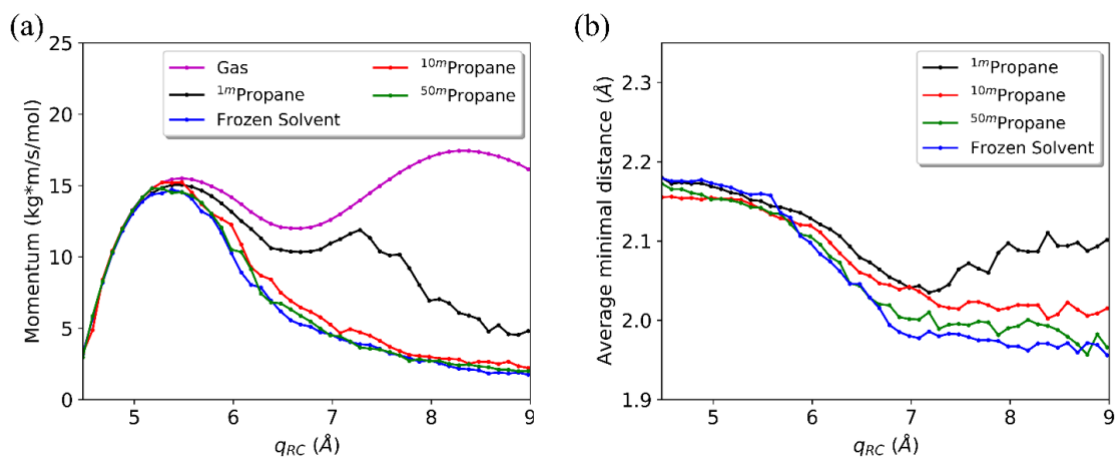 (a)
25
20
15
10
5
0
Momentum (kg*m/s/mol)
Gas
1mPropane
Frozen Solvent
10mPropane
50mPropane
5
6
7
8
9
qRC (Å)
(b)
2.3
2.2
2.1
2.0
1.9
Average minimal distance (Å)
1mPropane
10mPropane
50mPropane
Frozen Solvent
5
6
7
8
9
qRC (Å)